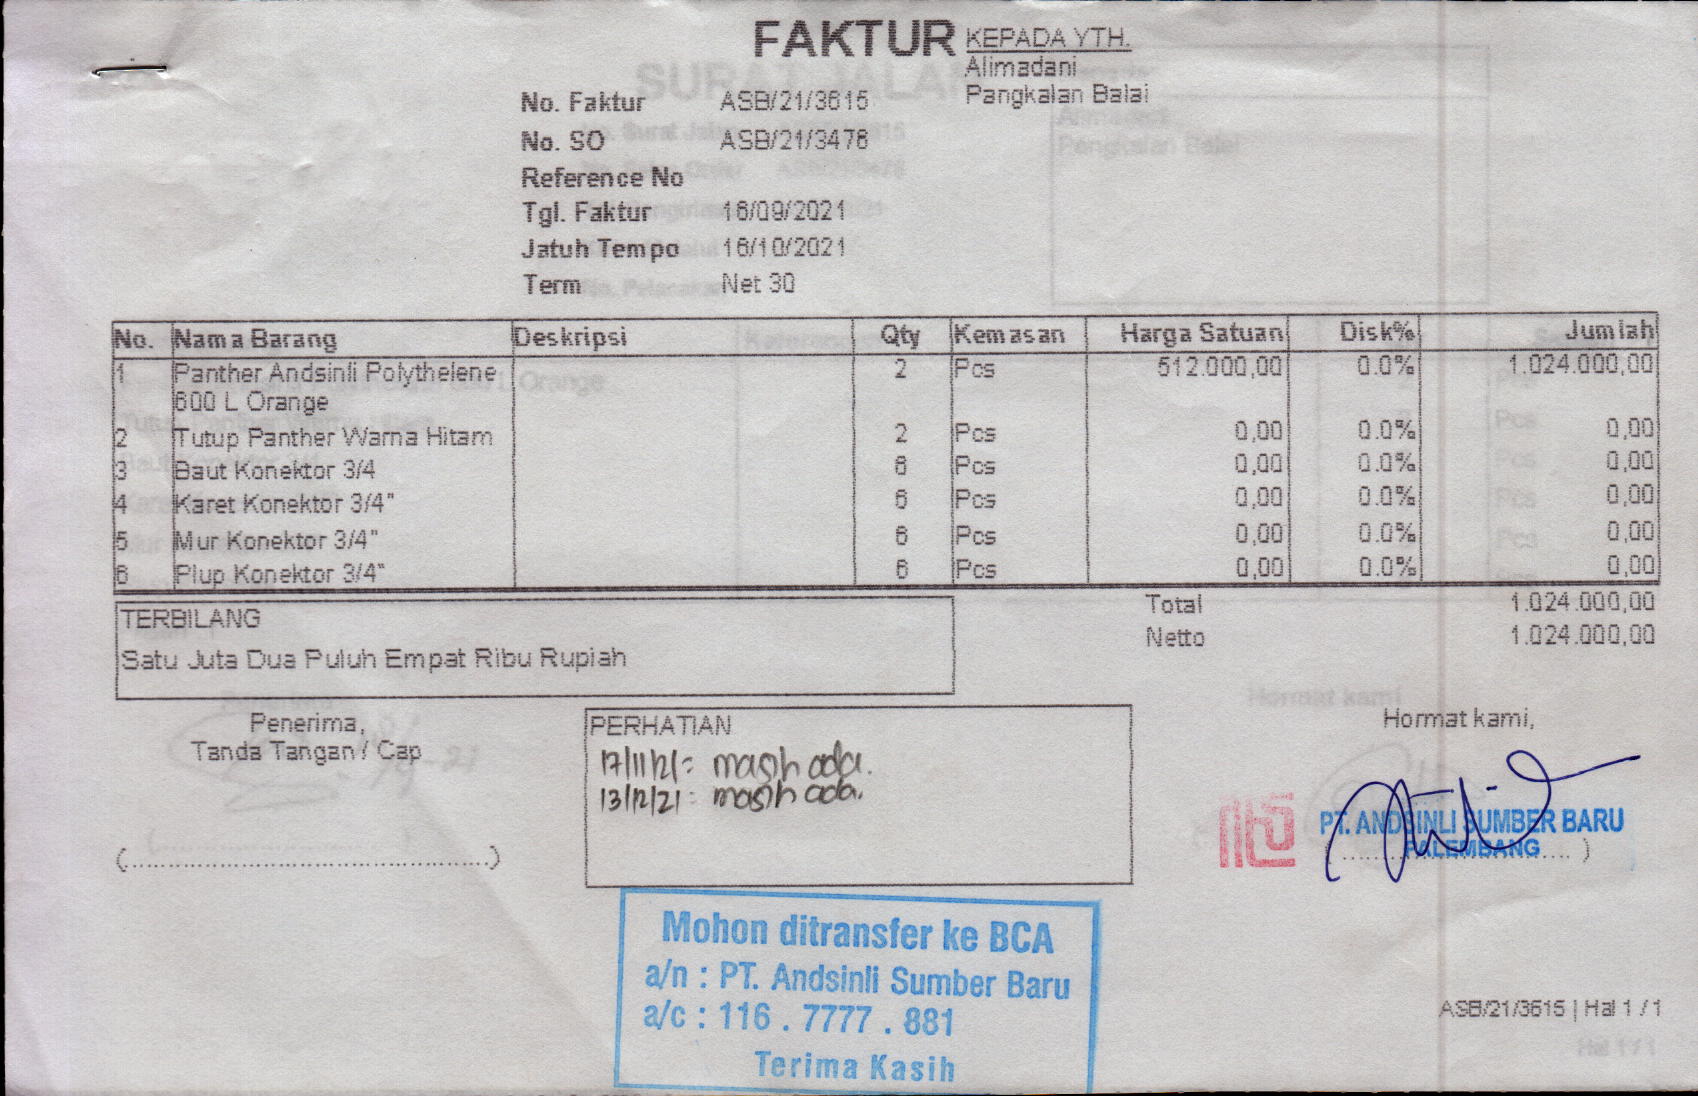 FAKTUR
KEPADA YTH.
Alimadani
Pangkalan Balai
No. Faktur ASB/21/3615
No. SO ASB/21/3478
Reference No
Tgl. Faktur 16/09/2021
Jatuh Tempo 16/10/2021
Term Net 30
No. Nama Barang Deskripsi Qty Kemasan Harga Satuan Disk% Jumlah
1 Panther Andsinli Polythelene 2 Pcs 512.000,00 0.0% 1.024.000,00
600 L Orange
2 Tutup Panther Warna Hitam 2 Pcs 0,00 0.0% 0,00
3 Baut Konektor 3/4 6 Pcs 0,00 0.0% 0,00
4 Karet Konektor 3/4" 6 Pcs 0,00 0.0% 0,00
5 Mur Konektor 3/4" 6 Pcs 0,00 0.0% 0,00
6 Plup Konektor 3/4" 6 Pcs 0,00 0.0% 0,00
TERBILANG
Satu Juta Dua Puluh Empat Ribu Rupiah
Total 1.024.000,00
Netto 1.024.000,00
Penerima,
Tanda Tangan / Cap
(..................................................)
PERHATIAN
17/11/21: masih ada.
13/12/21: masih ada.
Hormat kami,
PT. ANDSINLI SUMBER BARU
PALEMBANG
Mohon ditransfer ke BCA
a/n : PT. Andsinli Sumber Baru
a/c : 116 . 7777 . 881
Terima Kasih
ASB/21/3615 | Hal 1 / 1